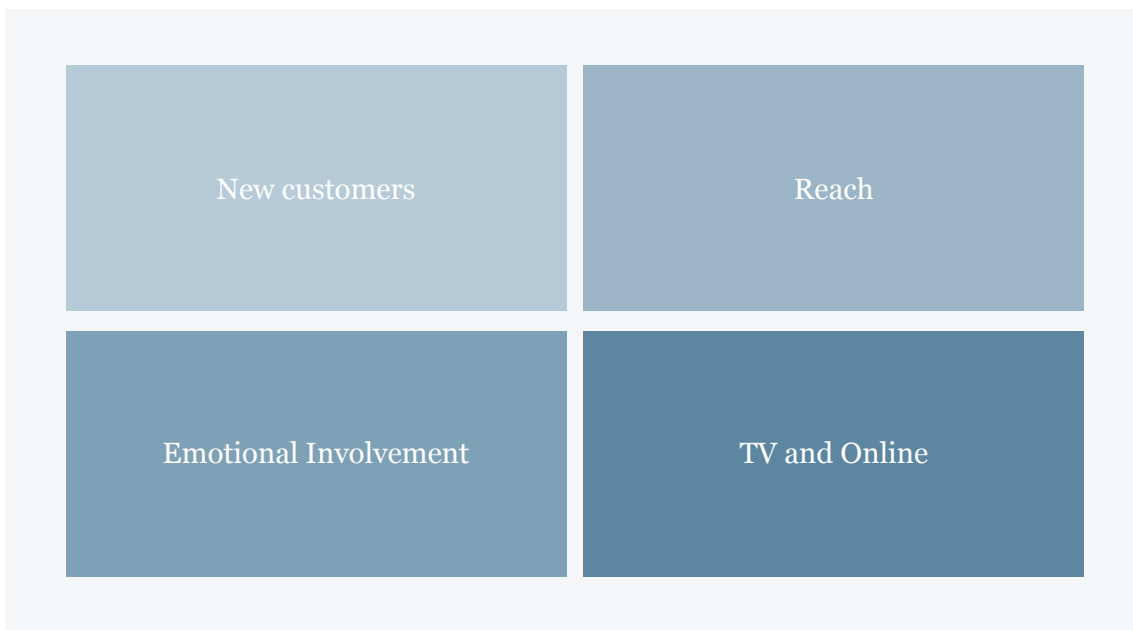 New customers
Reach
Emotional Involvement
TV and Online